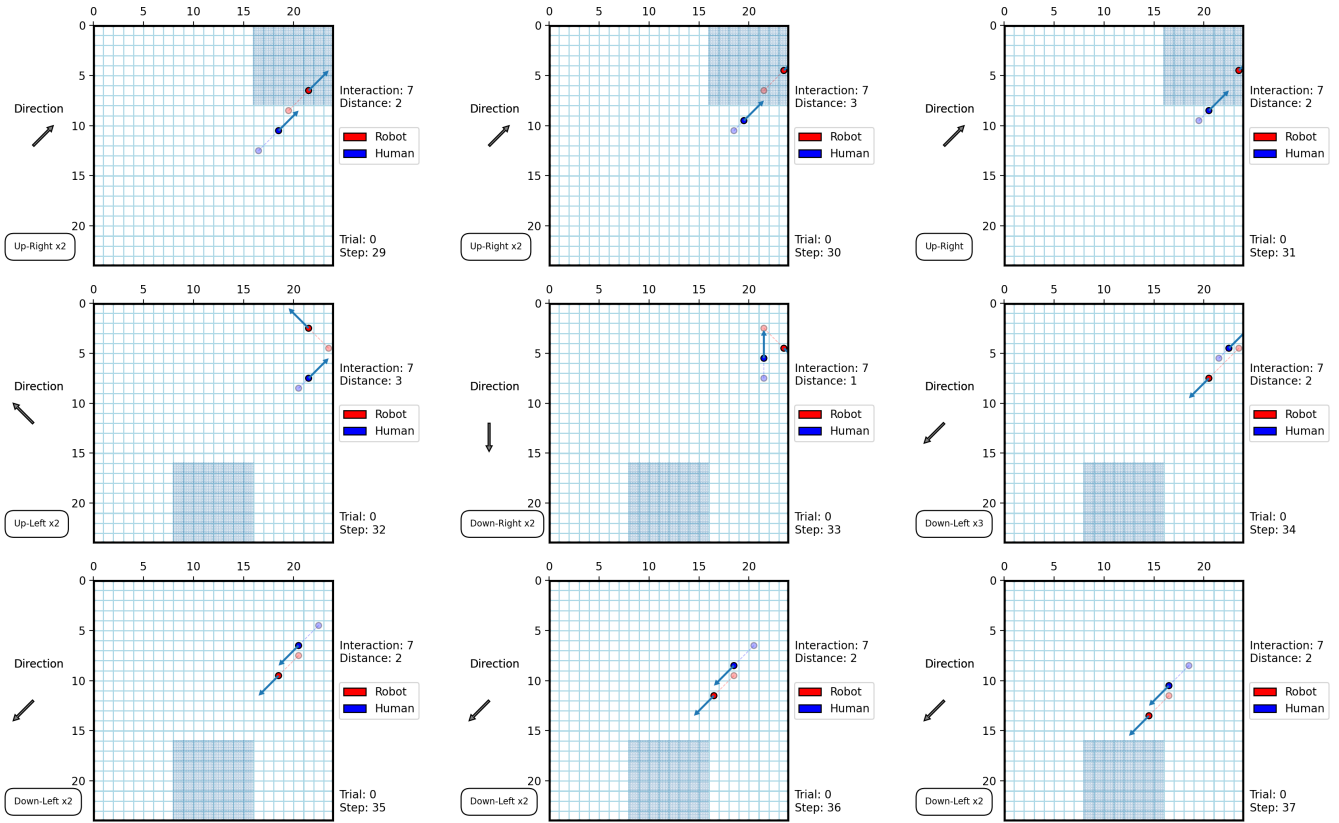 0 5 10 15 20
0
5
10
15
20
Direction
Interaction: 7
Distance: 2
Robot
Human
Up-Right x2
Trial: 0
Step: 29
0 5 10 15 20
0
5
10
15
20
Direction
Interaction: 7
Distance: 3
Robot
Human
Up-Right x2
Trial: 0
Step: 30
0 5 10 15 20
0
5
10
15
20
Direction
Interaction: 7
Distance: 2
Robot
Human
Up-Right
Trial: 0
Step: 31
0 5 10 15 20
0
5
10
15
20
Direction
Interaction: 7
Distance: 3
Robot
Human
Up-Left x2
Trial: 0
Step: 32
0 5 10 15 20
0
5
10
15
20
Direction
Interaction: 7
Distance: 1
Robot
Human
Down-Right x2
Trial: 0
Step: 33
0 5 10 15 20
0
5
10
15
20
Direction
Interaction: 7
Distance: 2
Robot
Human
Down-Left x3
Trial: 0
Step: 34
0 5 10 15 20
0
5
10
15
20
Direction
Interaction: 7
Distance: 2
Robot
Human
Down-Left x2
Trial: 0
Step: 35
0 5 10 15 20
0
5
10
15
20
Direction
Interaction: 7
Distance: 2
Robot
Human
Down-Left x2
Trial: 0
Step: 36
0 5 10 15 20
0
5
10
15
20
Direction
Interaction: 7
Distance: 2
Robot
Human
Down-Left x2
Trial: 0
Step: 37